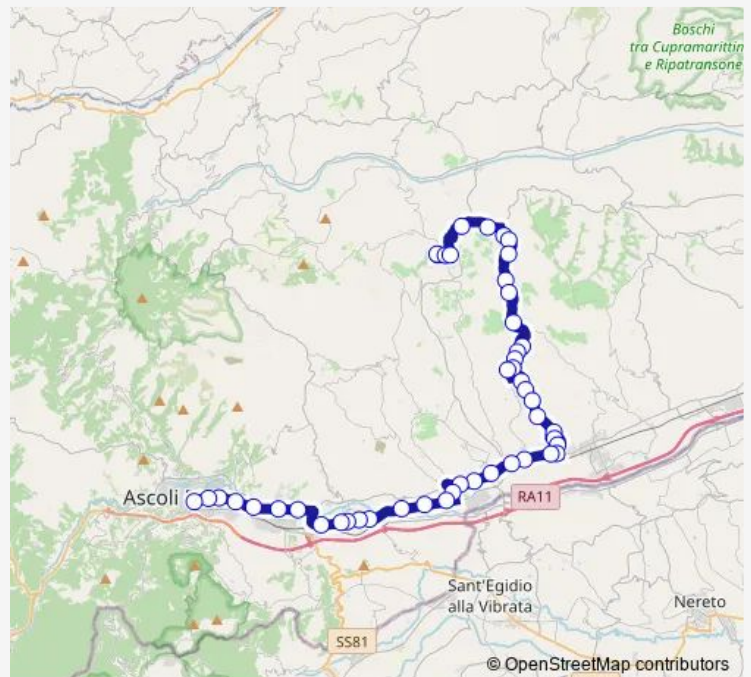 Boschi
tra Cupramarittin
e Ripatransone
Ascoli
RA11
Sant'Egidio
alla Vibrata
Nereto
SS81
© OpenStreetMap contributors